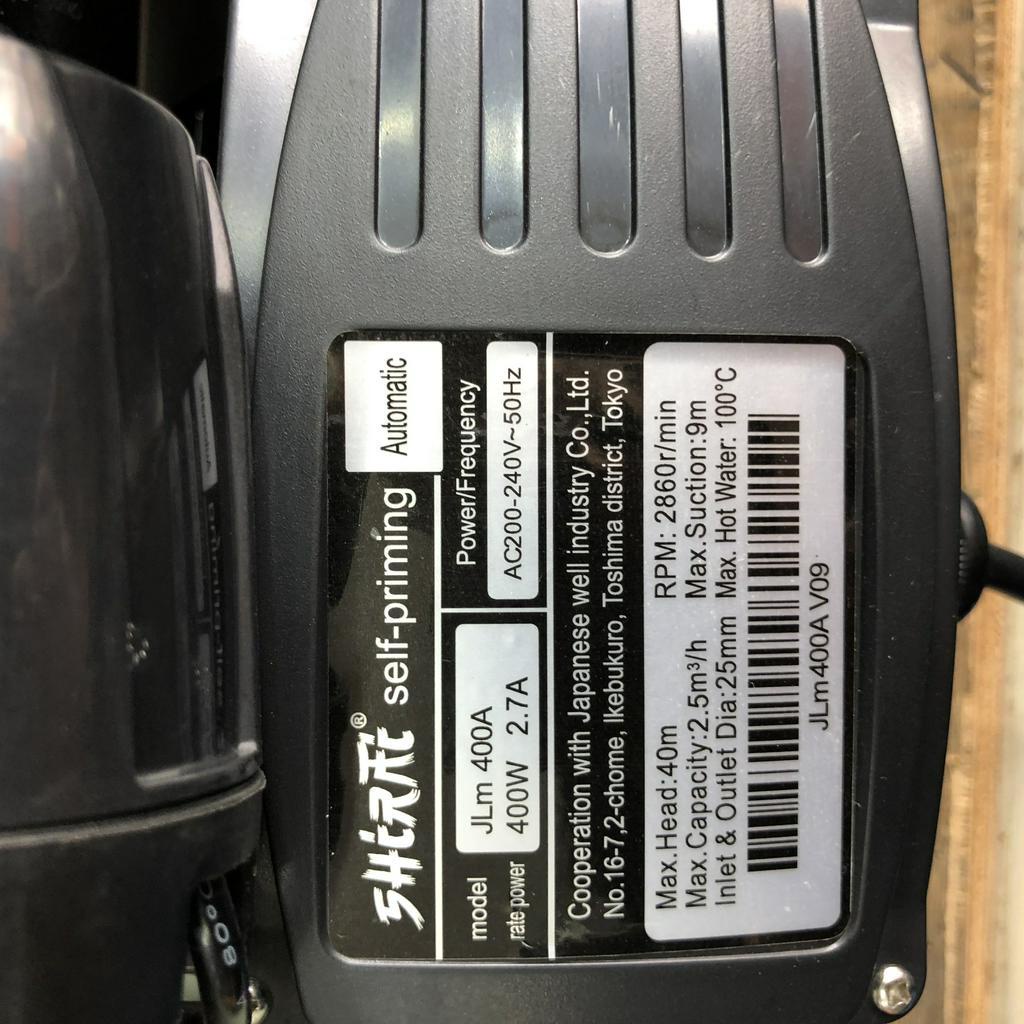 SHIRAI® self-priming
Automatic
model
JLm 400A
rate power
400W 2.7A
Power/Frequency
AC200-240V~50Hz
Cooperation with Japanese well industry Co.,Ltd.
No.16-7,2-chome, Ikebukuro, Toshima district, Tokyo
Max.Head:40m RPM: 2860r/min
Max.Capacity:2.5m³/h Max.Suction:9m
Inlet & Outlet Dia:25mm Max. Hot Water: 100°C
JLm400A V09